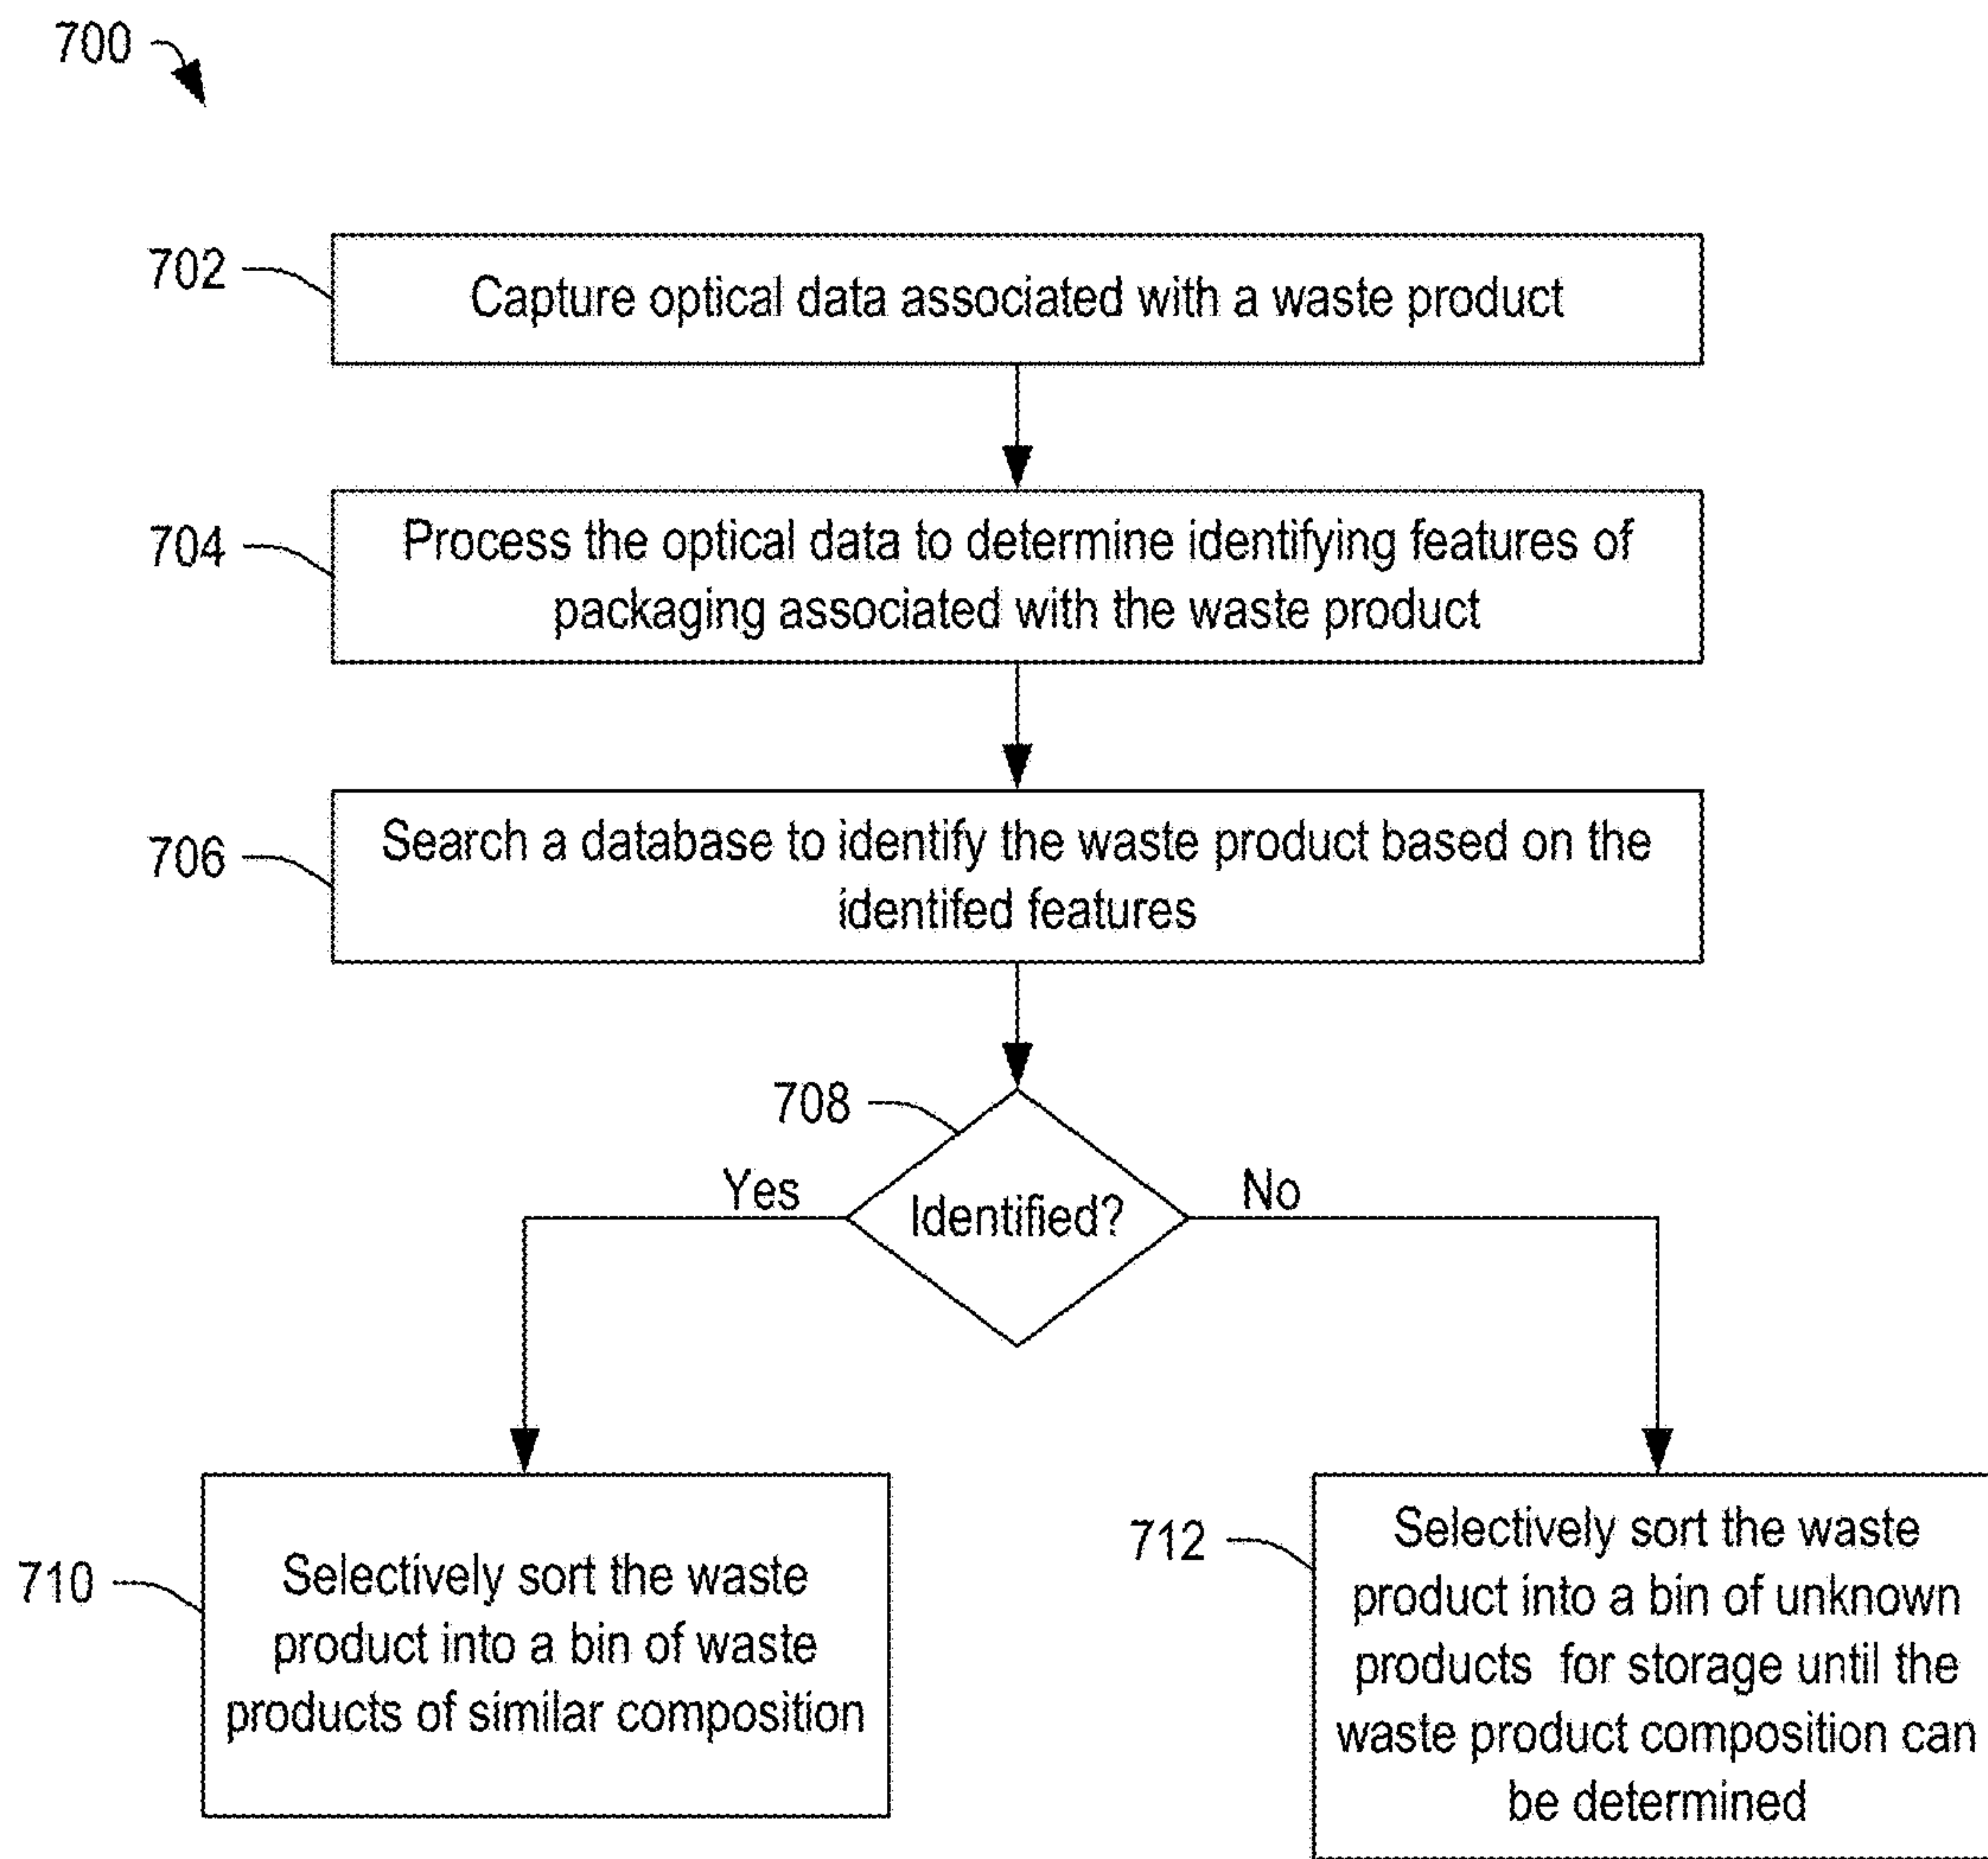 700
702
Capture optical data associated with a waste product
704
Process the optical data to determine identifying features of
packaging associated with the waste product
706
Search a database to identify the waste product based on the
identifed features
708
Identified?
Yes
No
710
Selectively sort the waste
product into a bin of waste
products of similar composition
712
Selectively sort the waste
product into a bin of unknown
products for storage until the
waste product composition can
be determined